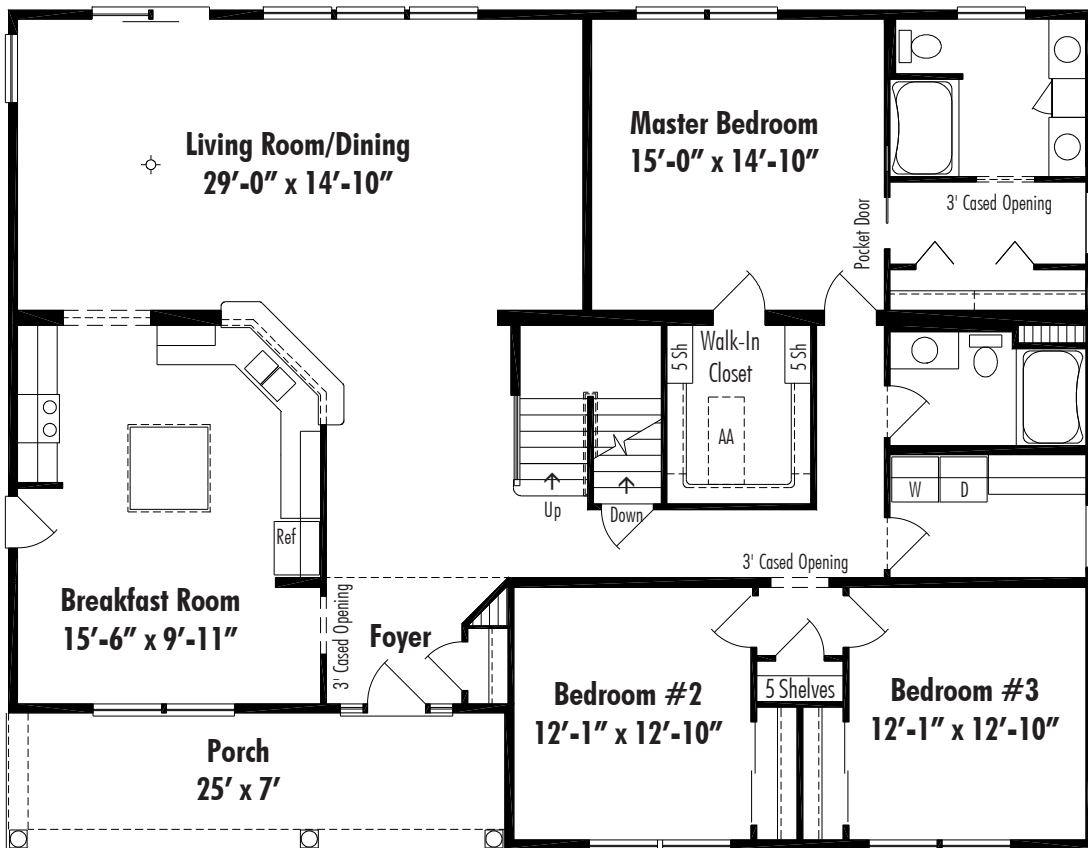 Living Room/Dining
29’-0” x 14’-10”
Master Bedroom
15’-0” x 14’-10”
Pocket Door
3' Cased Opening
5 Sh
Walk-In
Closet
5 Sh
AA
W
D
Up
Down
Ref
3' Cased Opening
Breakfast Room
15’-6” x 9’-11”
3' Cased Opening
Foyer
5 Shelves
Bedroom #2
12’-1” x 12’-10”
Bedroom #3
12’-1” x 12’-10”
Porch
25’ x 7’